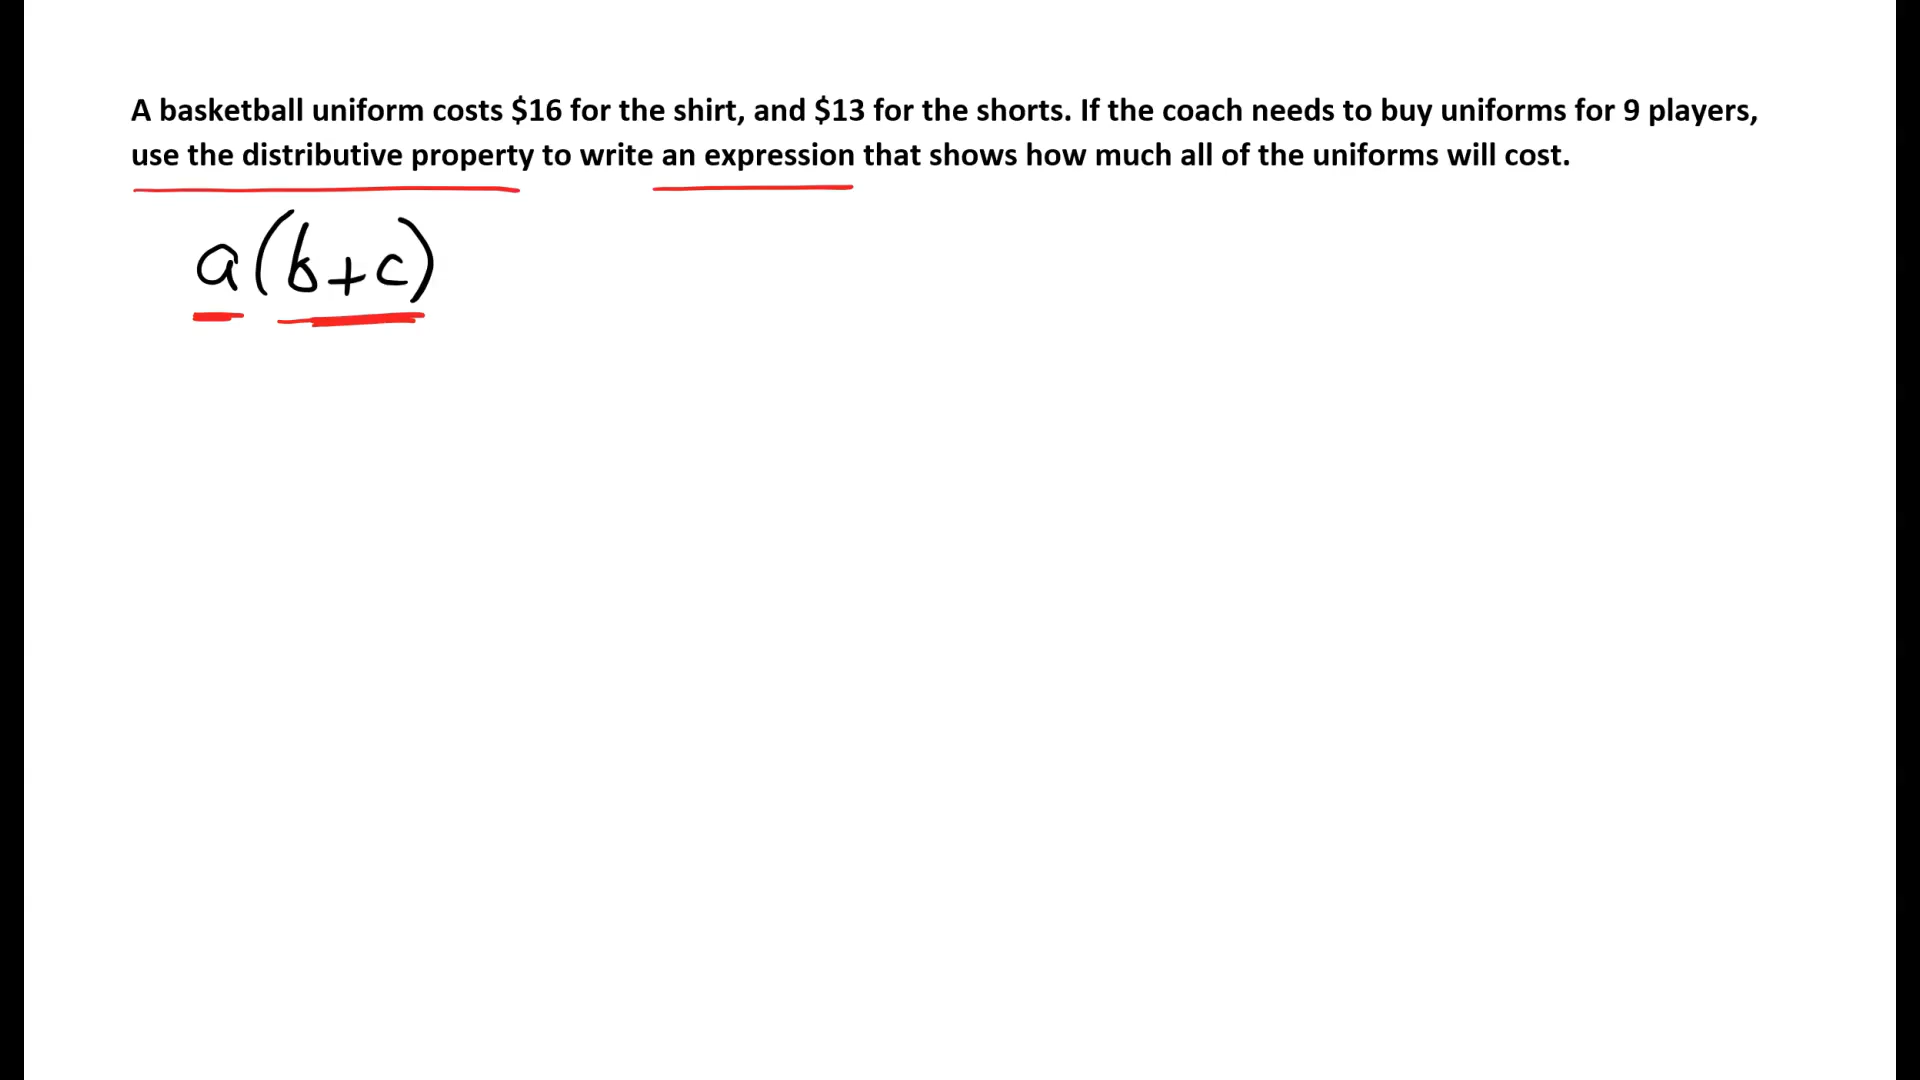 A basketball uniform costs $16 for the shirt, and $13 for the shorts. If the coach needs to buy uniforms for 9 players,
use the distributive property to write an expression that shows how much all of the uniforms will cost.
a(b+c)